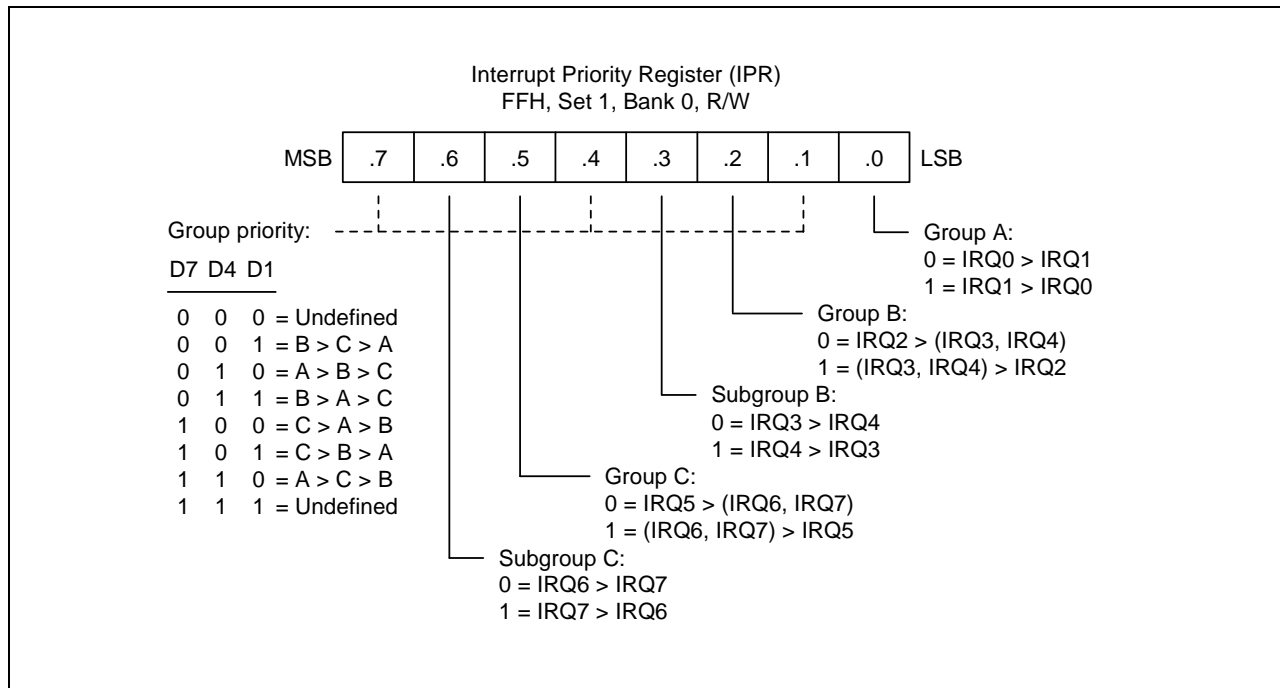 Interrupt Priority Register (IPR)
FFH, Set 1, Bank 0, R/W
MSB .7 .6 .5 .4 .3 .2 .1 .0 LSB
Group priority:
D7 D4 D1
0 0 0 = Undefined
0 0 1 = B > C > A
0 1 0 = A > B > C
0 1 1 = B > A > C
1 0 0 = C > A > B
1 0 1 = C > B > A
1 1 0 = A > C > B
1 1 1 = Undefined
Group A:
0 = IRQ0 > IRQ1
1 = IRQ1 > IRQ0
Group B:
0 = IRQ2 > (IRQ3, IRQ4)
1 = (IRQ3, IRQ4) > IRQ2
Subgroup B:
0 = IRQ3 > IRQ4
1 = IRQ4 > IRQ3
Group C:
0 = IRQ5 > (IRQ6, IRQ7)
1 = (IRQ6, IRQ7) > IRQ5
Subgroup C:
0 = IRQ6 > IRQ7
1 = IRQ7 > IRQ6